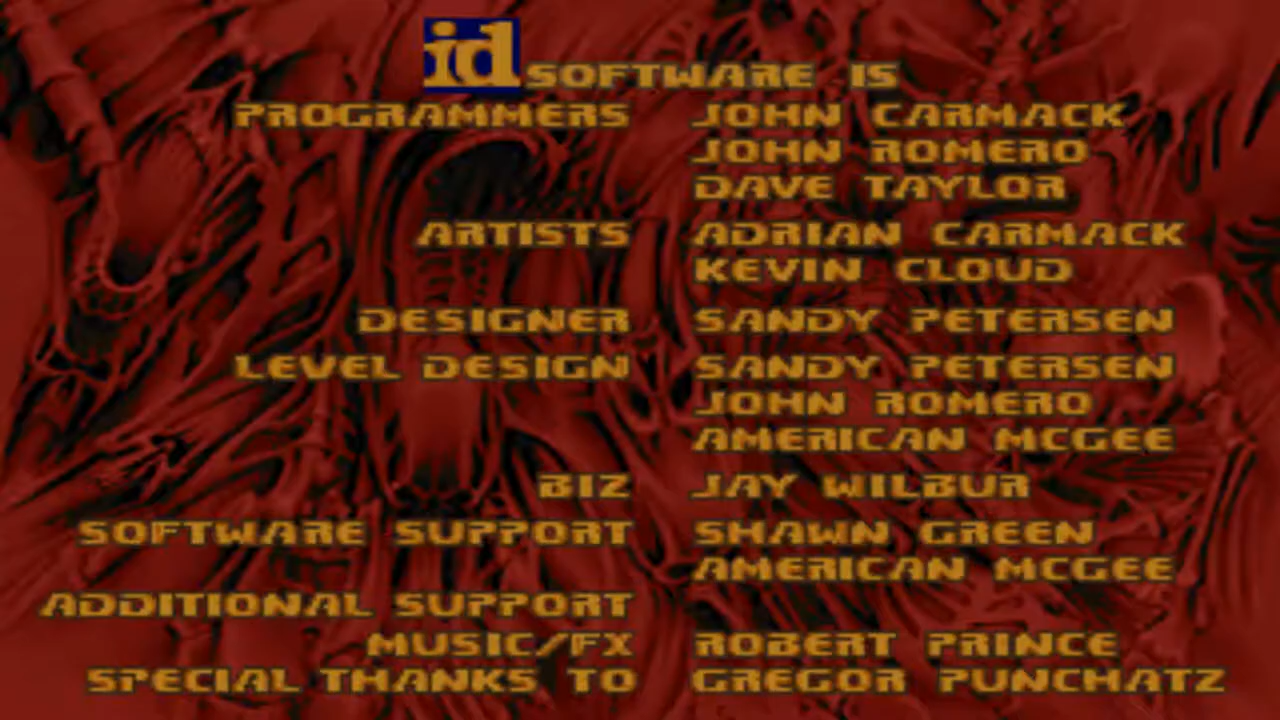 id SOFTWARE IS
PROGRAMMERS JOHN CARMACK
JOHN ROMERO
DAVE TAYLOR
ARTISTS ADRIAN CARMACK
KEVIN CLOUD
DESIGNER SANDY PETERSEN
LEVEL DESIGN SANDY PETERSEN
JOHN ROMERO
AMERICAN MCGEE
BIZ JAY WILBUR
SOFTWARE SUPPORT SHAWN GREEN
AMERICAN MCGEE
ADDITIONAL SUPPORT
MUSIC/FX ROBERT PRINCE
SPECIAL THANKS TO GREGOR PUNCHATZ